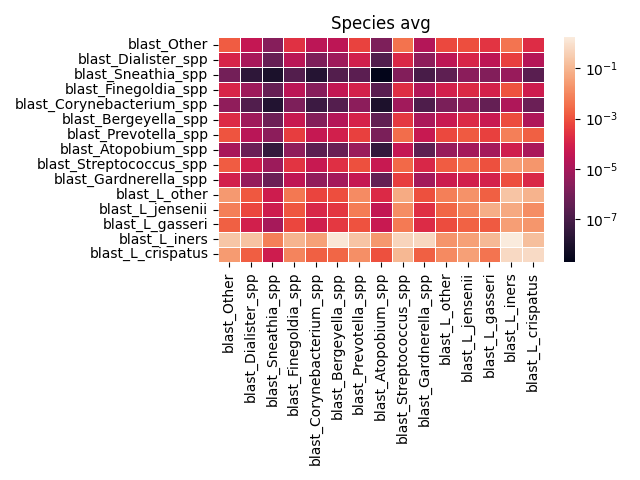 Species avg
blast_Other
blast_Dialister_spp
blast_Sneathia_spp
blast_Finegoldia_spp
blast_Corynebacterium_spp
blast_Bergeyella_spp
blast_Prevotella_spp
blast_Atopobium_spp
blast_Streptococcus_spp
blast_Gardnerella_spp
blast_L_other
blast_L_jensenii
blast_L_gasseri
blast_L_iners
blast_L_crispatus
blast_Other
blast_Dialister_spp
blast_Sneathia_spp
blast_Finegoldia_spp
blast_Corynebacterium_spp
blast_Bergeyella_spp
blast_Prevotella_spp
blast_Atopobium_spp
blast_Streptococcus_spp
blast_Gardnerella_spp
blast_L_other
blast_L_jensenii
blast_L_gasseri
blast_L_iners
blast_L_crispatus
10⁻¹
10⁻³
10⁻⁵
10⁻⁷